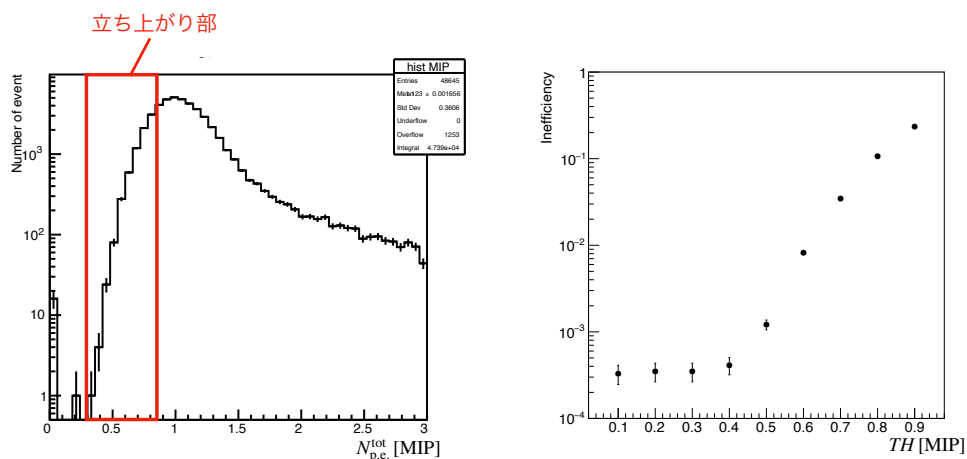 立ち上がり部
hist MIP
Entries 48645
Std Dev 0.3606
Underflow 0
Overflow 1253
Integral 4.739e+04
Number of event
10³
10²
10
1
0 0.5 1 1.5 2 2.5 3
N_{p.e.}^{tot} [MIP]
Inefficiency
1
10⁻¹
10⁻²
10⁻³
10⁻⁴
0.1 0.2 0.3 0.4 0.5 0.6 0.7 0.8 0.9
TH [MIP]